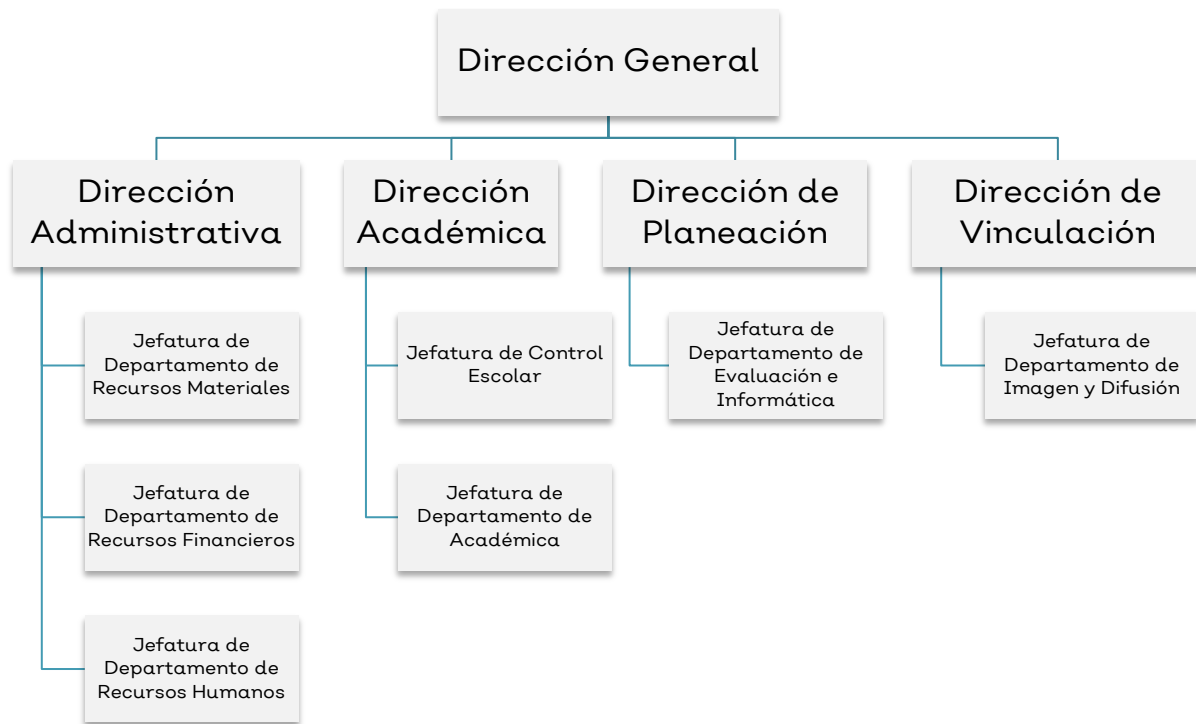 Dirección General
Dirección
Administrativa
Dirección
Académica
Dirección de
Planeación
Dirección de
Vinculación
Jefatura de
Departamento de
Recursos Materiales
Jefatura de Control
Escolar
Jefatura de
Departamento de
Evaluación e
Informática
Jefatura de
Departamento de
Imagen y Difusión
Jefatura de
Departamento de
Recursos Financieros
Jefatura de
Departamento de
Académica
Jefatura de
Departamento de
Recursos Humanos